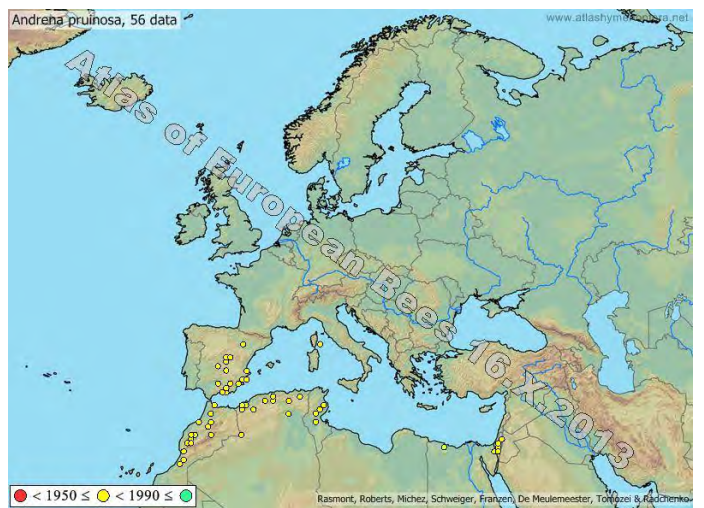 Andrena pruinosa, 56 data
www.atlashymenoptera.net
Atlas of European Bees 16.X.2013
< 1950 ≤ < 1990 ≤
Rasmont, Roberts, Michez, Schweiger, Franzen, De Meulemeester, Tomozei & Radchenko